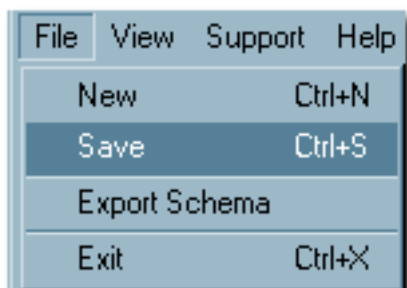 File View Support Help
New Ctrl+N
Save Ctrl+S
Export Schema
Exit Ctrl+X